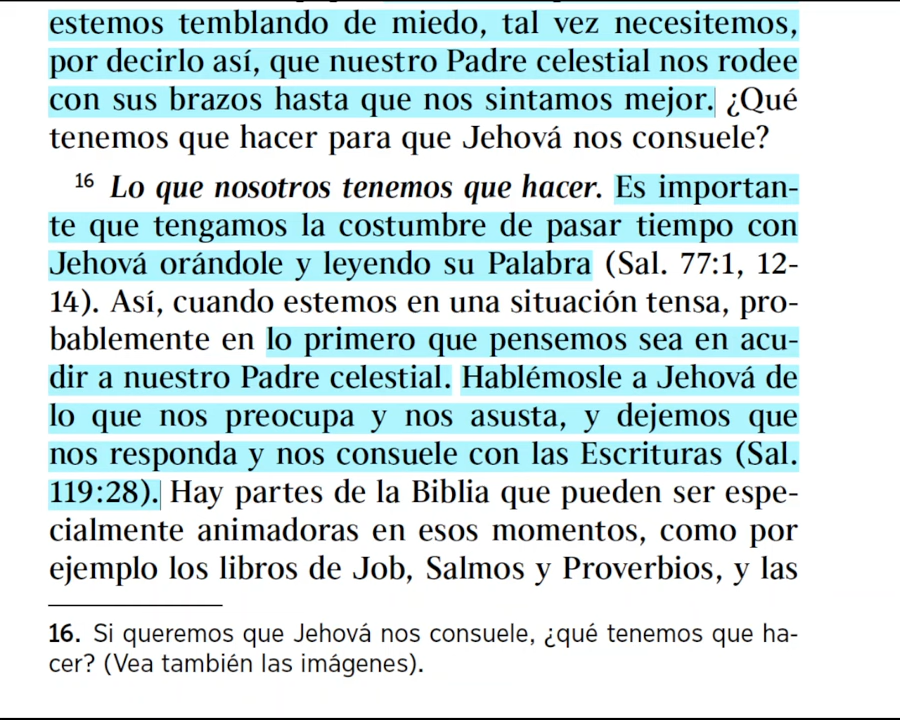 estemos temblando de miedo, tal vez necesitemos,
por decirlo así, que nuestro Padre celestial nos rodee
con sus brazos hasta que nos sintamos mejor. ¿Qué
tenemos que hacer para que Jehová nos consuele?
16 Lo que nosotros tenemos que hacer. Es importan-
te que tengamos la costumbre de pasar tiempo con
Jehová orándole y leyendo su Palabra (Sal. 77:1, 12-
14). Así, cuando estemos en una situación tensa, pro-
bablemente en lo primero que pensemos sea en acu-
dir a nuestro Padre celestial. Hablémosle a Jehová de
lo que nos preocupa y nos asusta, y dejemos que
nos responda y nos consuele con las Escrituras (Sal.
119:28). Hay partes de la Biblia que pueden ser espe-
cialmente animadoras en esos momentos, como por
ejemplo los libros de Job, Salmos y Proverbios, y las
16. Si queremos que Jehová nos consuele, ¿qué tenemos que ha-
cer? (Vea también las imágenes).